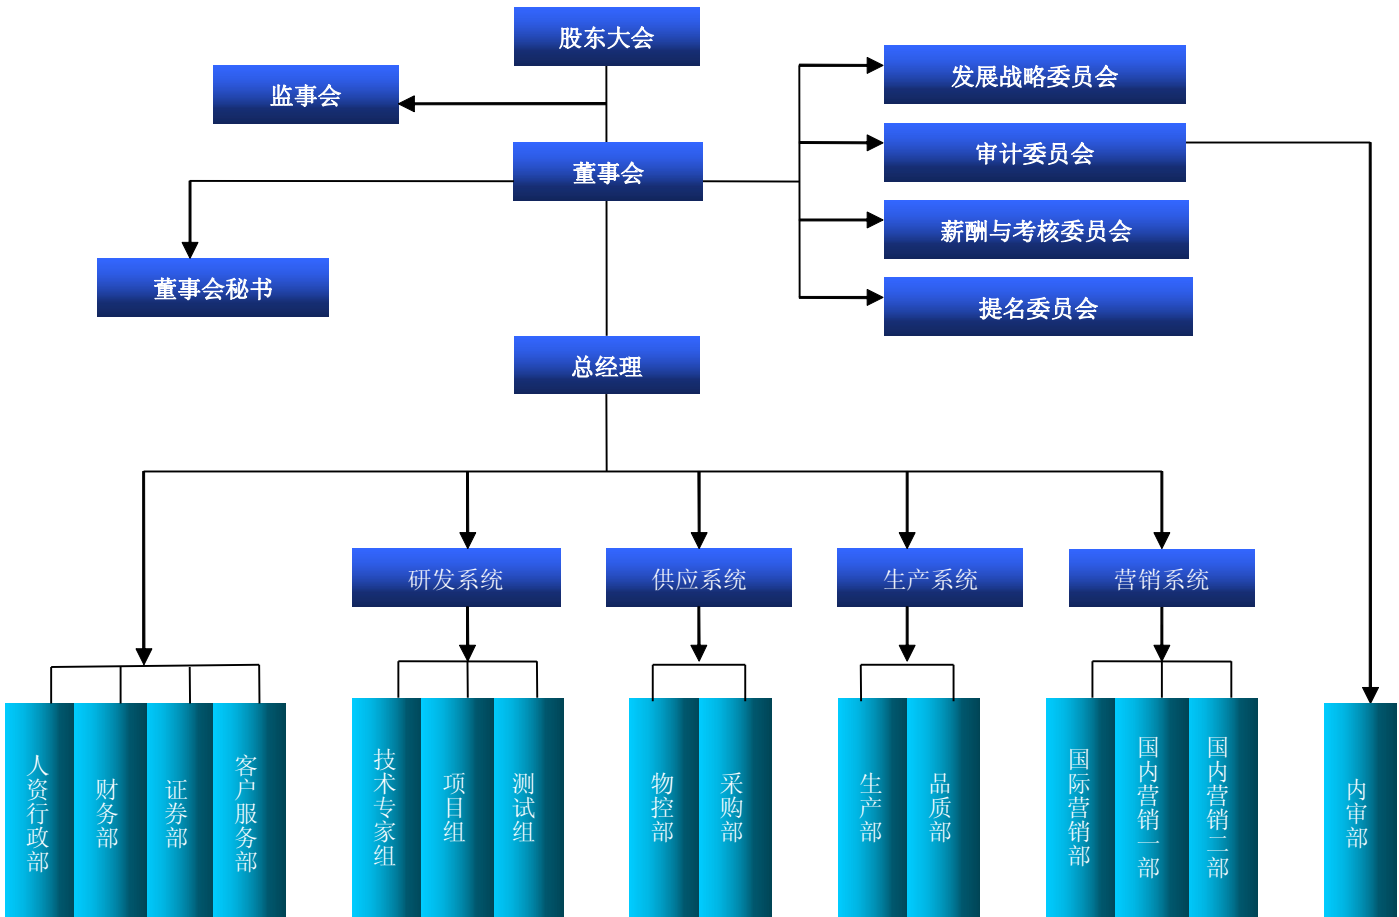 股东大会
监事会
发展战略委员会
审计委员会
董事会
薪酬与考核委员会
董事会秘书
提名委员会
总经理
研发系统
供应系统
生产系统
营销系统
人资行政部
财务部
证券部
客户服务部
技术专家组
项目组
测试组
物控部
采购部
生产部
品质部
国际营销部
国内营销一部
国内营销二部
内审部